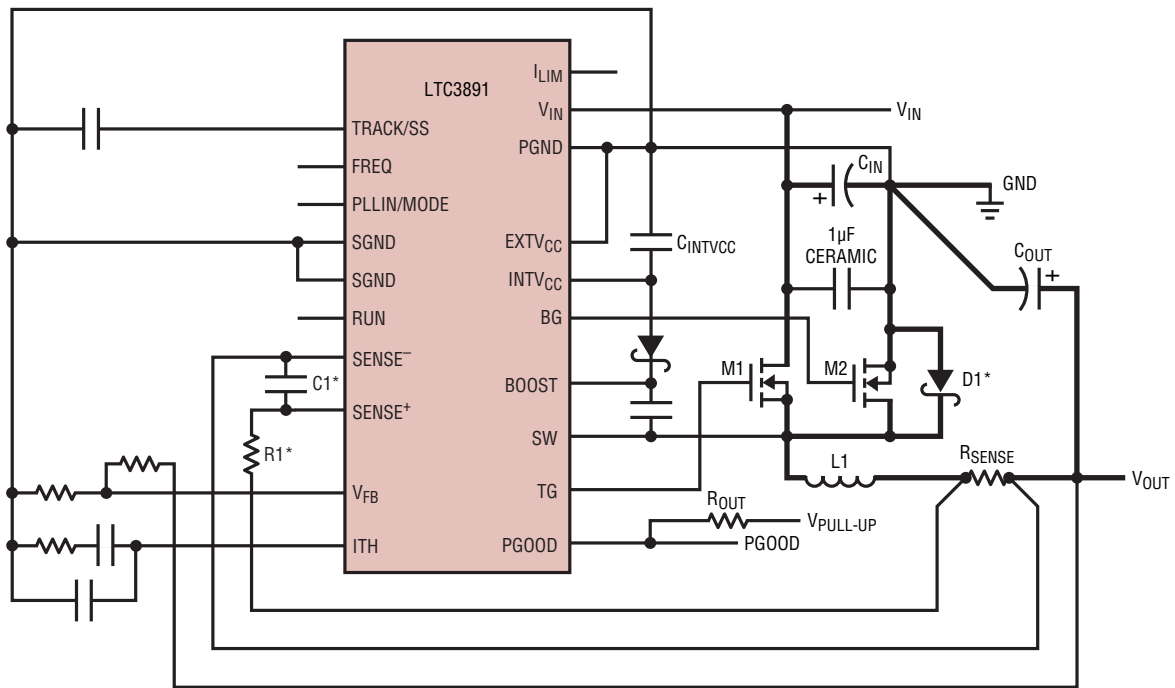 LTC3891
TRACK/SS
FREQ
PLLIN/MODE
SGND
SGND
RUN
SENSE–
SENSE+
VFB
ITH
ILIM
VIN
PGND
EXTVCC
INTVCC
BG
BOOST
SW
TG
PGOOD
C1*
R1*
CINTVCC
VIN
CIN
+
GND
1µF
CERAMIC
COUT
+
M1
M2
D1*
L1
RSENSE
VOUT
ROUT
VPULL-UP
PGOOD